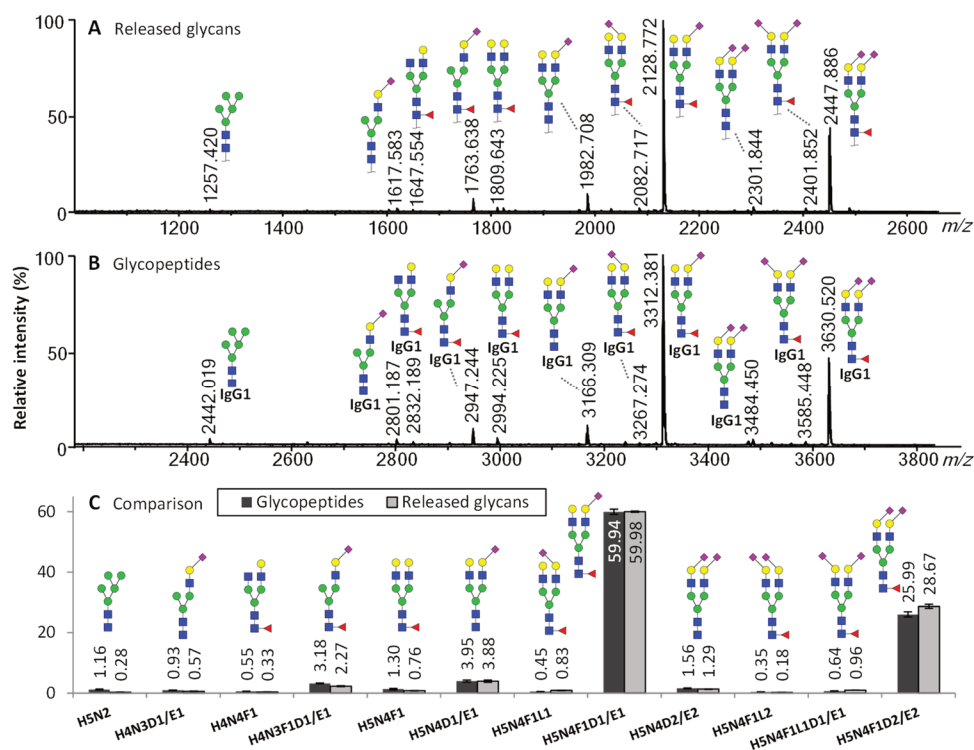 A Released glycans
100
50
0
Relative intensity (%)
1257.420
1617.583
1647.554
1763.638
1809.643
1982.708
2082.717
2128.772
2301.844
2401.852
2447.886
1200 1400 1600 1800 2000 2200 2400 2600 m/z
B Glycopeptides
100
50
0
IgG1 IgG1 IgG1 IgG1 IgG1 IgG1 IgG1 IgG1 IgG1 IgG1 IgG1
2442.019
2801.187
2832.189
2947.244
2994.225
3166.309
3267.274
3312.381
3484.450
3585.448
3630.520
2400 2600 2800 3000 3200 3400 3600 3800 m/z
C Comparison
Glycopeptides Released glycans
60
40
20
0
1.16 0.28
0.93 0.57
0.55 0.33
3.18 2.27
1.30 0.76
3.95 3.88
0.45 0.83
59.94 59.98
1.56 1.29
0.35 0.18
0.64 0.96
25.99 28.67
H5N2
H4N3D1/E1
H4N4F1
H4N3F1D1/E1
H5N4F1
H5N4D1/E1
H5N4F1L1
H5N4F1D1/E1
H5N4D2/E2
H5N4F1L2
H5N4F1L1D1/E1
H5N4F1D2/E2